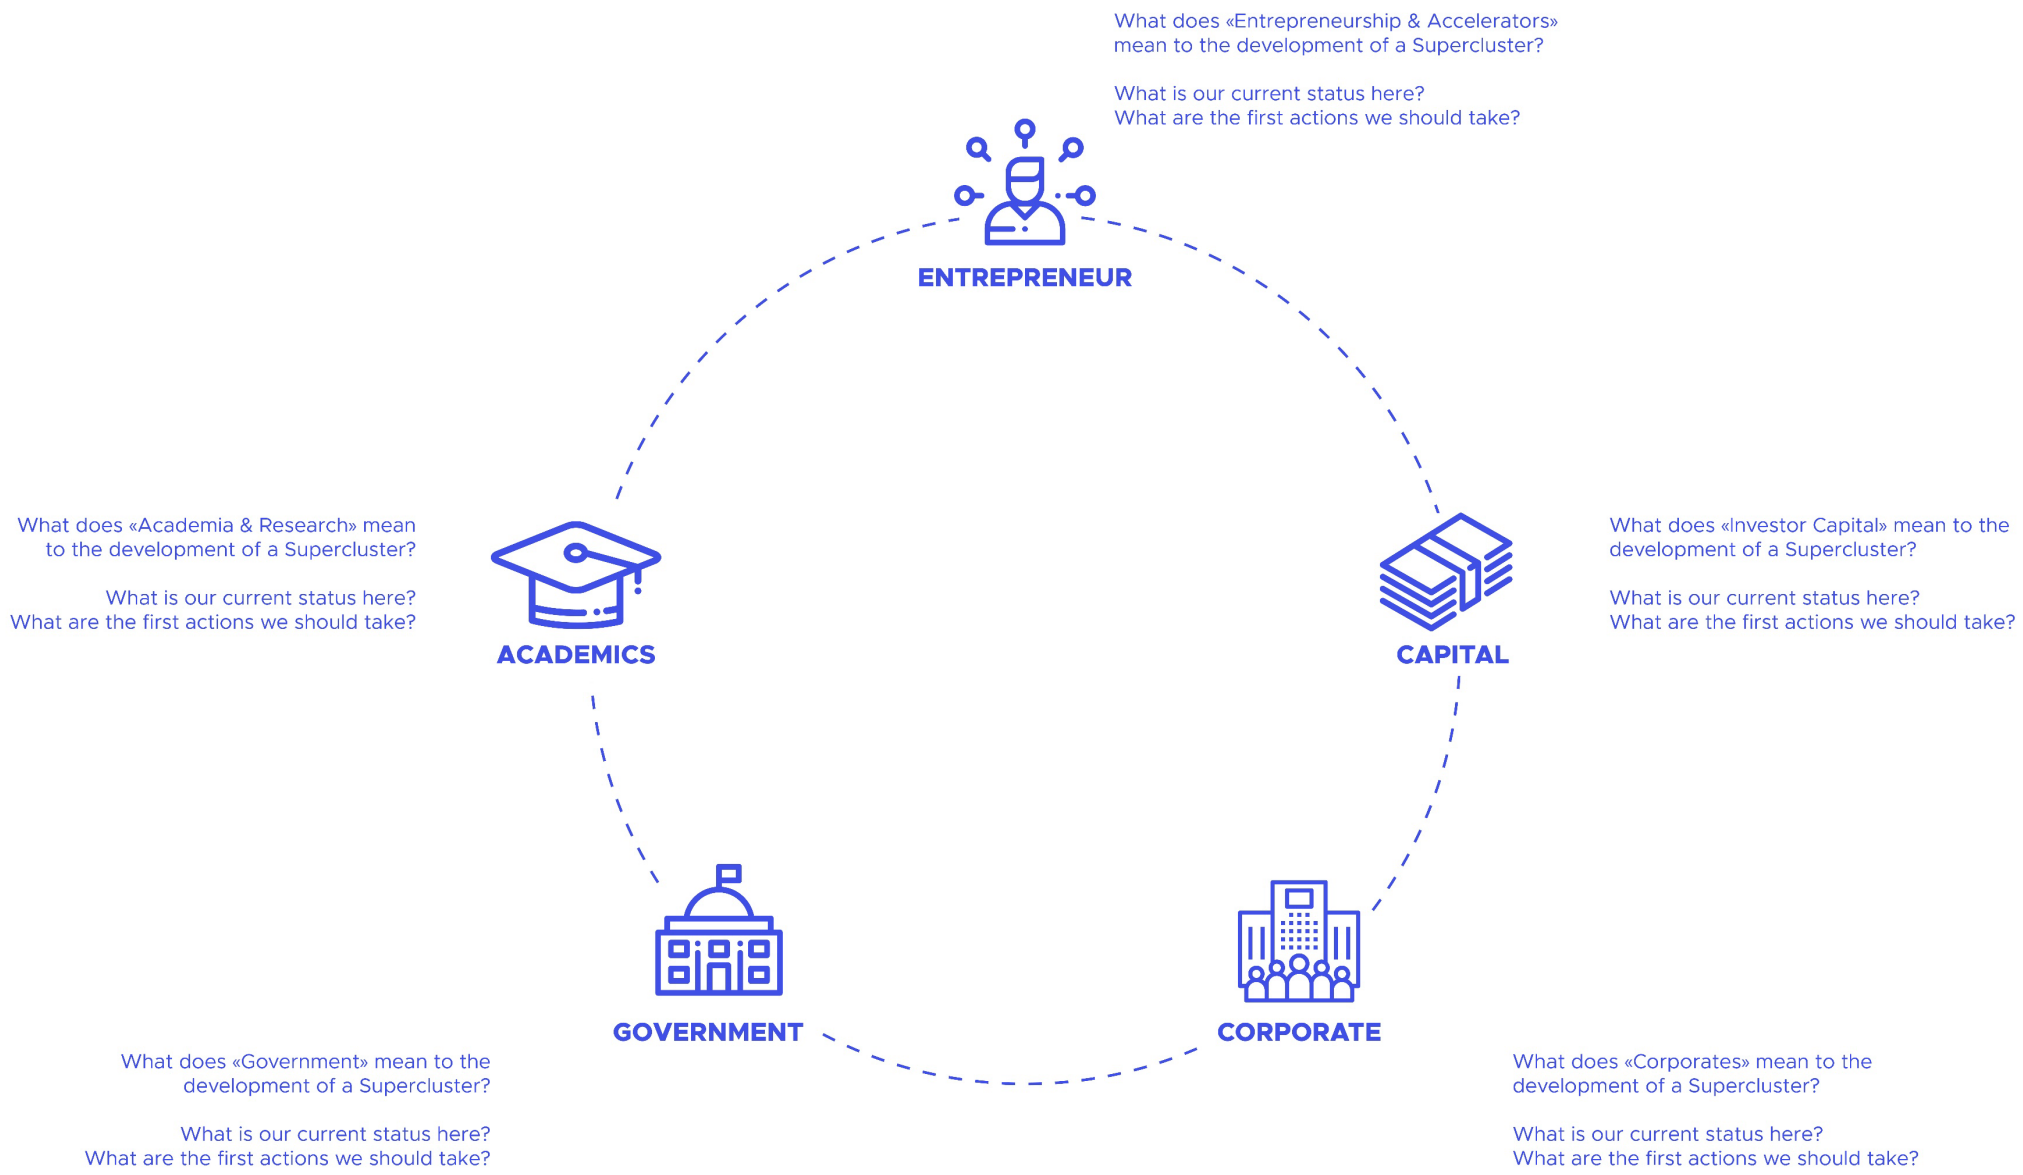 What does «Entrepreneurship & Accelerators»
mean to the development of a Supercluster?
What is our current status here?
What are the first actions we should take?
ENTREPRENEUR
What does «Academia & Research» mean
to the development of a Supercluster?
What is our current status here?
What are the first actions we should take?
ACADEMICS
What does «Investor Capital» mean to the
development of a Supercluster?
What is our current status here?
What are the first actions we should take?
CAPITAL
GOVERNMENT
What does «Government» mean to the
development of a Supercluster?
What is our current status here?
What are the first actions we should take?
CORPORATE
What does «Corporates» mean to the
development of a Supercluster?
What is our current status here?
What are the first actions we should take?